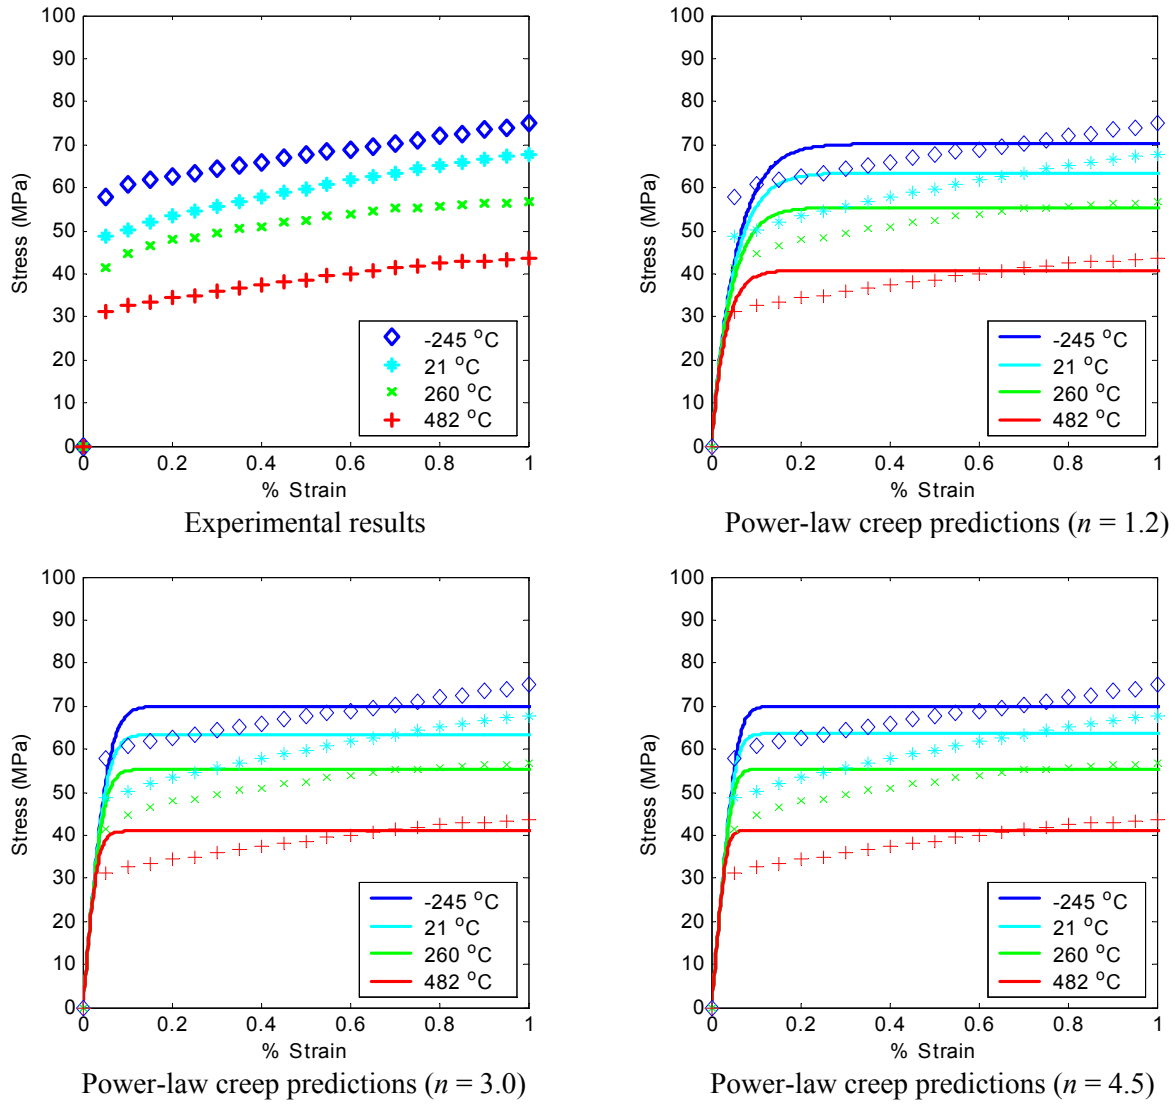 100
90
80
70
60
50
40
30
20
10
0
Stress (MPa)
-245 °C
21 °C
260 °C
482 °C
0 0.2 0.4 0.6 0.8 1
% Strain
Experimental results
100
90
80
70
60
50
40
30
20
10
0
Stress (MPa)
-245 °C
21 °C
260 °C
482 °C
0 0.2 0.4 0.6 0.8 1
% Strain
Power-law creep predictions (n = 1.2)
100
90
80
70
60
50
40
30
20
10
0
Stress (MPa)
-245 °C
21 °C
260 °C
482 °C
0 0.2 0.4 0.6 0.8 1
% Strain
Power-law creep predictions (n = 3.0)
100
90
80
70
60
50
40
30
20
10
0
Stress (MPa)
-245 °C
21 °C
260 °C
482 °C
0 0.2 0.4 0.6 0.8 1
% Strain
Power-law creep predictions (n = 4.5)